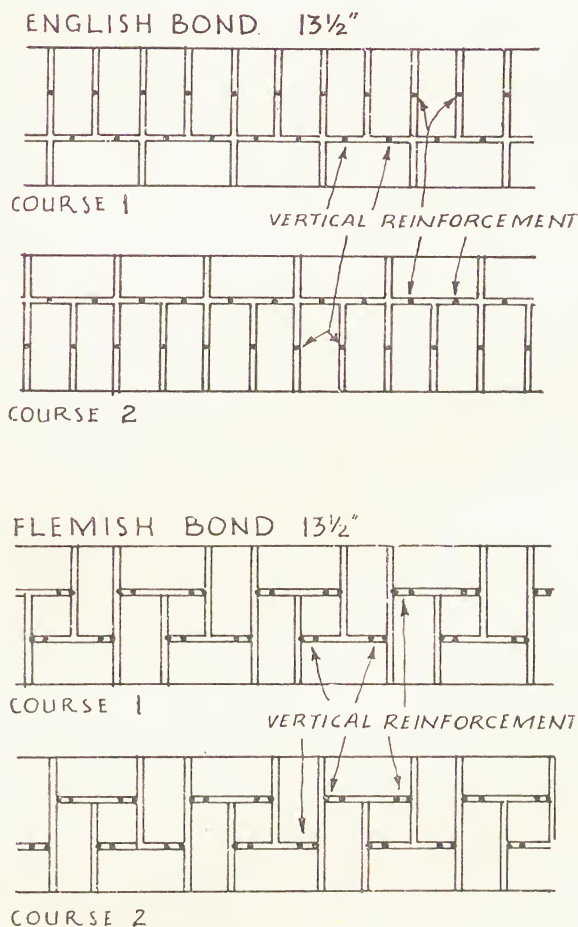 ENGLISH BOND. 13½"
COURSE 1
VERTICAL REINFORCEMENT
COURSE 2
FLEMISH BOND 13½"
COURSE 1
VERTICAL REINFORCEMENT
COURSE 2